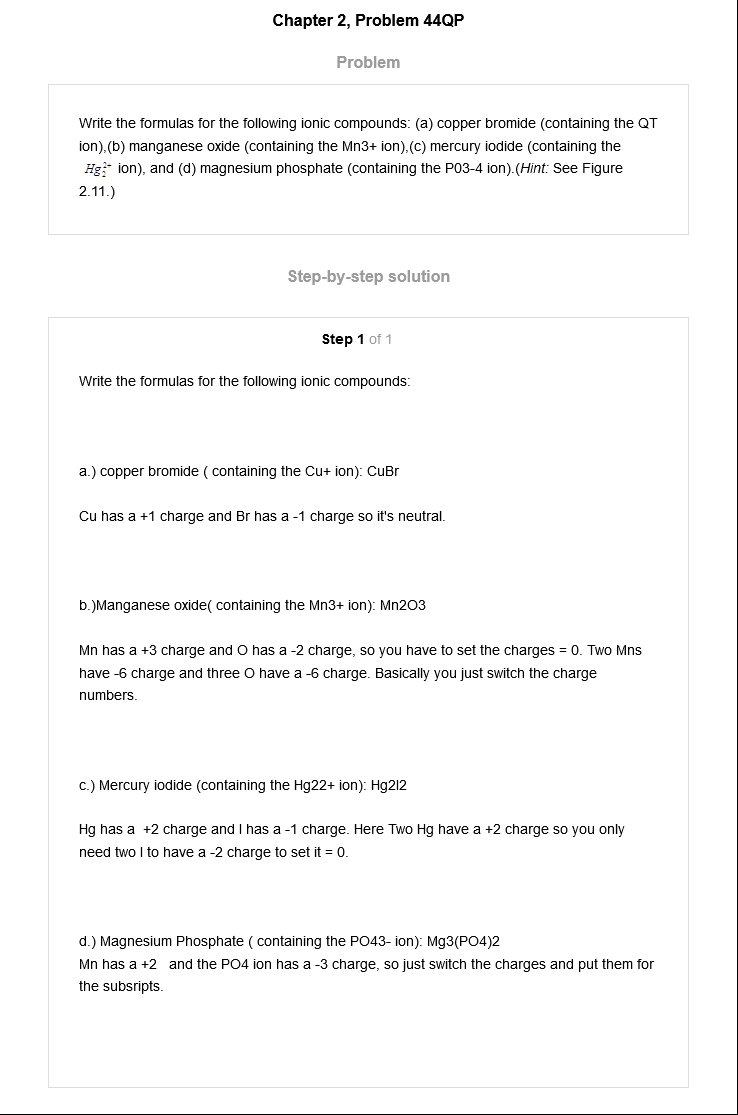 Chapter 2, Problem 44QP
Problem
Write the formulas for the following ionic compounds: (a) copper bromide (containing the QT
ion),(b) manganese oxide (containing the Mn3+ ion),(c) mercury iodide (containing the
Hg₂²⁺ ion), and (d) magnesium phosphate (containing the P03-4 ion).(Hint: See Figure
2.11.)
Step-by-step solution
Step 1 of 1
Write the formulas for the following ionic compounds:
a.) copper bromide ( containing the Cu+ ion): CuBr
Cu has a +1 charge and Br has a -1 charge so it's neutral.
b.)Manganese oxide( containing the Mn3+ ion): Mn2O3
Mn has a +3 charge and O has a -2 charge, so you have to set the charges = 0. Two Mns
have -6 charge and three O have a -6 charge. Basically you just switch the charge
numbers.
c.) Mercury iodide (containing the Hg22+ ion): Hg2I2
Hg has a  +2 charge and I has a -1 charge. Here Two Hg have a +2 charge so you only
need two I to have a -2 charge to set it = 0.
d.) Magnesium Phosphate ( containing the PO43- ion): Mg3(PO4)2
Mn has a +2   and the PO4 ion has a -3 charge, so just switch the charges and put them for
the subsripts.